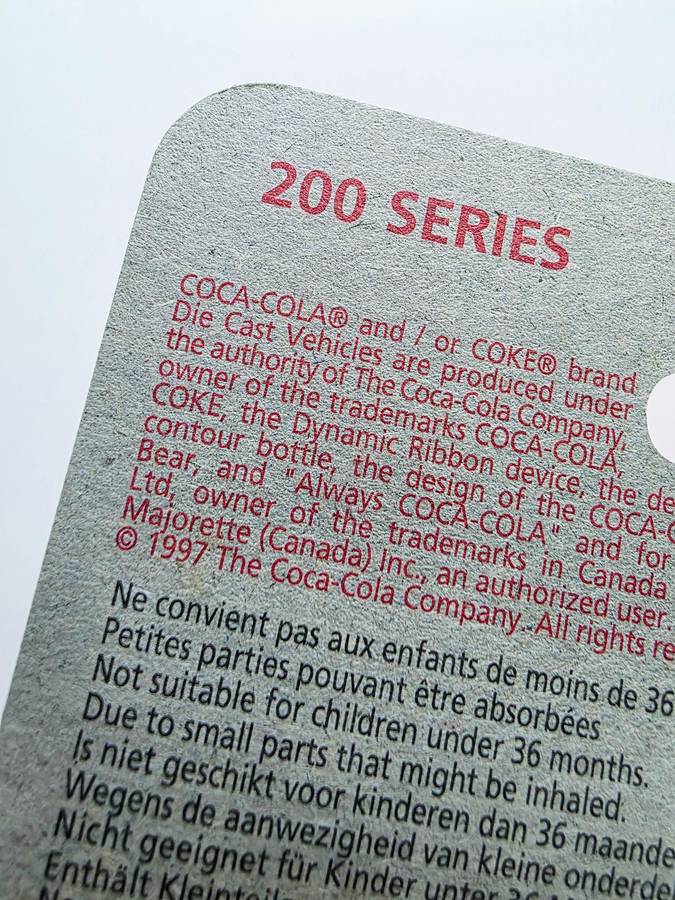 200 SERIES
COCA-COLA® and / or COKE® brand
Die Cast Vehicles are produced under
the authority of The Coca-Cola Company,
owner of the trademarks COCA-COLA,
COKE, the Dynamic Ribbon device, the de
contour bottle, the design of the COCA-C
Bear, and "Always COCA-COLA" and for
Ltd, owner of the trademarks in Canada
Majorette (Canada) Inc., an authorized user.
© 1997 The Coca-Cola Company. All rights re
Ne convient pas aux enfants de moins de 36
Petites parties pouvant être absorbées
Not suitable for children under 36 months.
Due to small parts that might be inhaled.
Is niet geschikt voor kinderen dan 36 maande
Wegens de aanwezigheid van kleine onderdel
Nicht geeignet für Kinder unter 36
Enthält Kleinteile